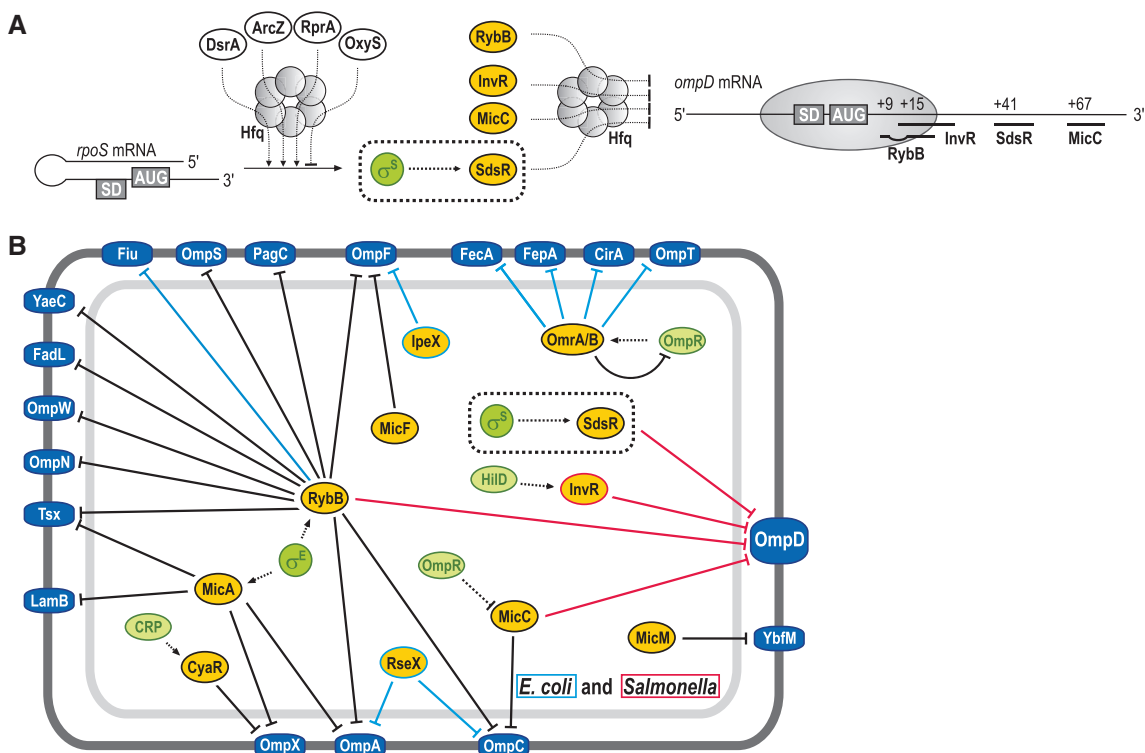 A
DsrA
ArcZ
RprA
OxyS
Hfq
rpoS mRNA
5'
SD
AUG
3'
RybB
InvR
MicC
σS
SdsR
Hfq
ompD mRNA
5'
SD
AUG
+9
+15
+41
+67
3'
RybB
InvR
SdsR
MicC
B
Fiu
OmpS
PagC
OmpF
FecA
FepA
CirA
OmpT
YaeC
FadL
OmpW
OmpN
Tsx
LamB
IpeX
OmrA/B
OmpR
MicF
σS
SdsR
HilD
InvR
RybB
OmpD
σE
MicA
OmpR
MicC
CRP
CyaR
RseX
MicM
YbfM
E. coli and Salmonella
OmpX
OmpA
OmpC